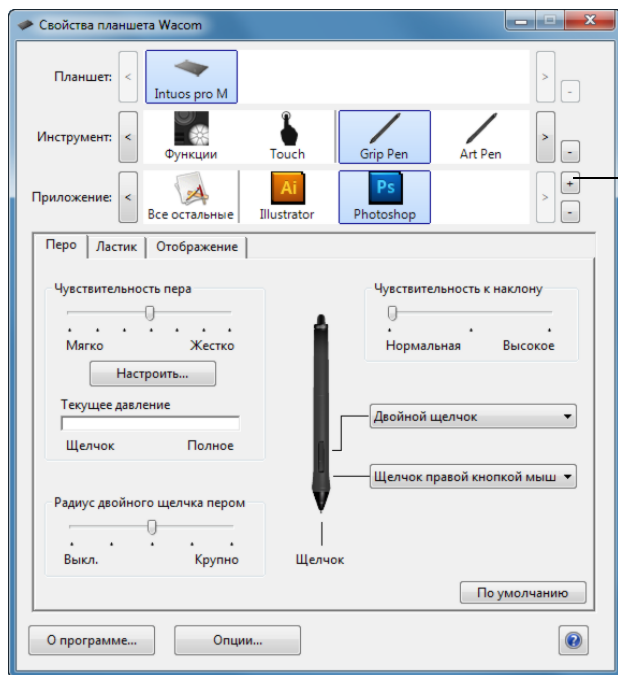 Свойства планшета Wacom
Планшет:
<
Intuos pro M
>
-
Инструмент:
<
Функции
Touch
Grip Pen
Art Pen
>
-
Приложение:
<
Все остальные
Ai
Illustrator
Ps
Photoshop
>
+
-
Перо
Ластик
Отображение
Чувствительность пера
Мягко
Жестко
Настроить...
Текущее давление
Щелчок
Полное
Радиус двойного щелчка пером
Выкл.
Крупно
Щелчок
Чувствительность к наклону
Нормальная
Высокое
Двойной щелчок
Щелчок правой кнопкой мыш
По умолчанию
О программе...
Опции...
?